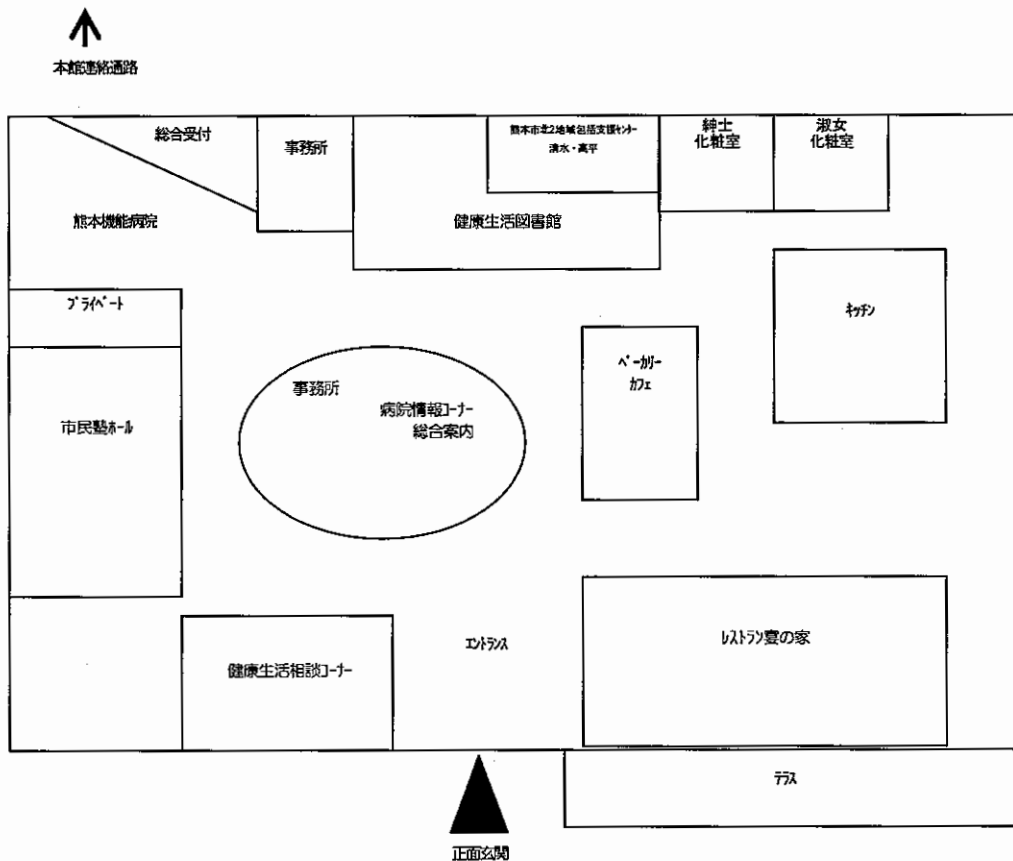 本館連絡通路
総合受付
事務所
熊本市北2地域包括支援センター
清水・高平
紳士
化粧室
淑女
化粧室
熊本機能病院
健康生活図書館
プライベート
キッチン
ベーカリー
カフェ
事務所
病院情報コーナー
総合案内
市民塾ホール
エントランス
レストラン宴の家
健康生活相談コーナー
テラス
正面玄関